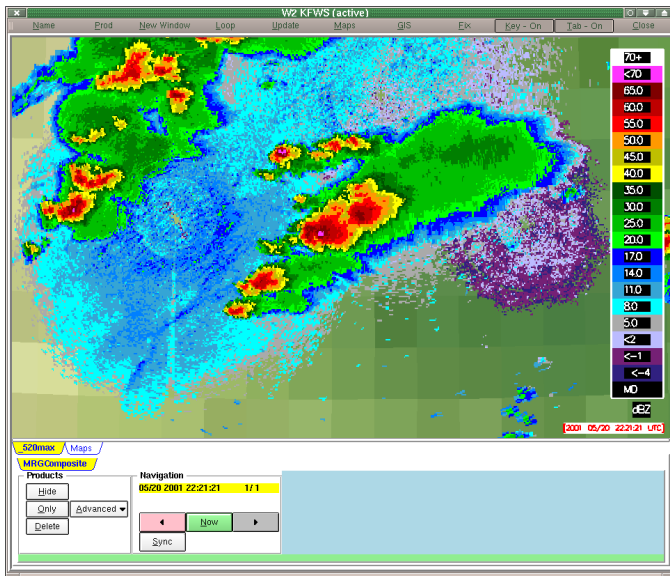 W2 KFWS (active)
Name Prod New Window Loop Update Maps GIS Fix Key - On Tab - On Close
70+
<70
65.0
60.0
55.0
50.0
45.0
40.0
35.0
30.0
25.0
20.0
17.0
14.0
11.0
8.0
5.0
<2
<-1
<-4
MD
dBZ
[2001 05/20 22:21:21 UTC]
_520max Maps
MRGComposite
Products Navigation
05/20 2001 22:21:21 1/ 1
Hide
Only Advanced
Delete
Now
Sync